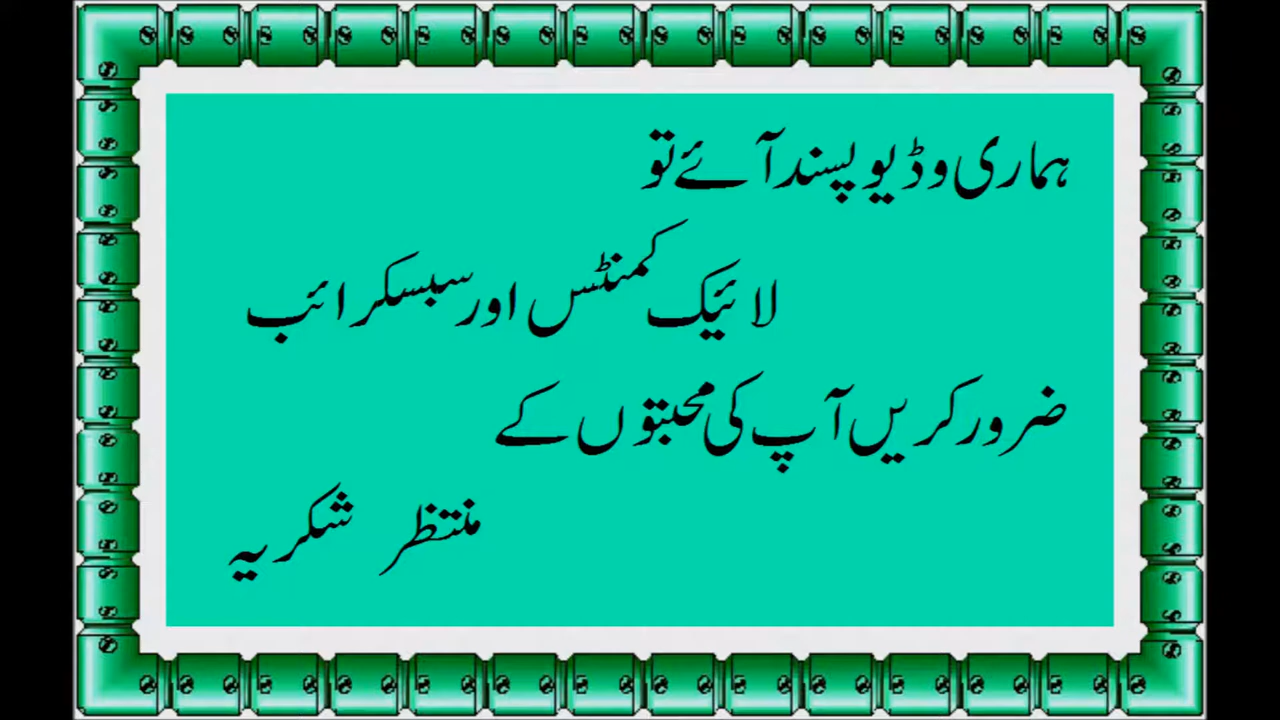 ہماری وڈیو پسند آئے تو
لائیک کمنٹس اور سبسکرائب
ضرور کریں آپ کی محبتوں کے
منتظر شکریہ